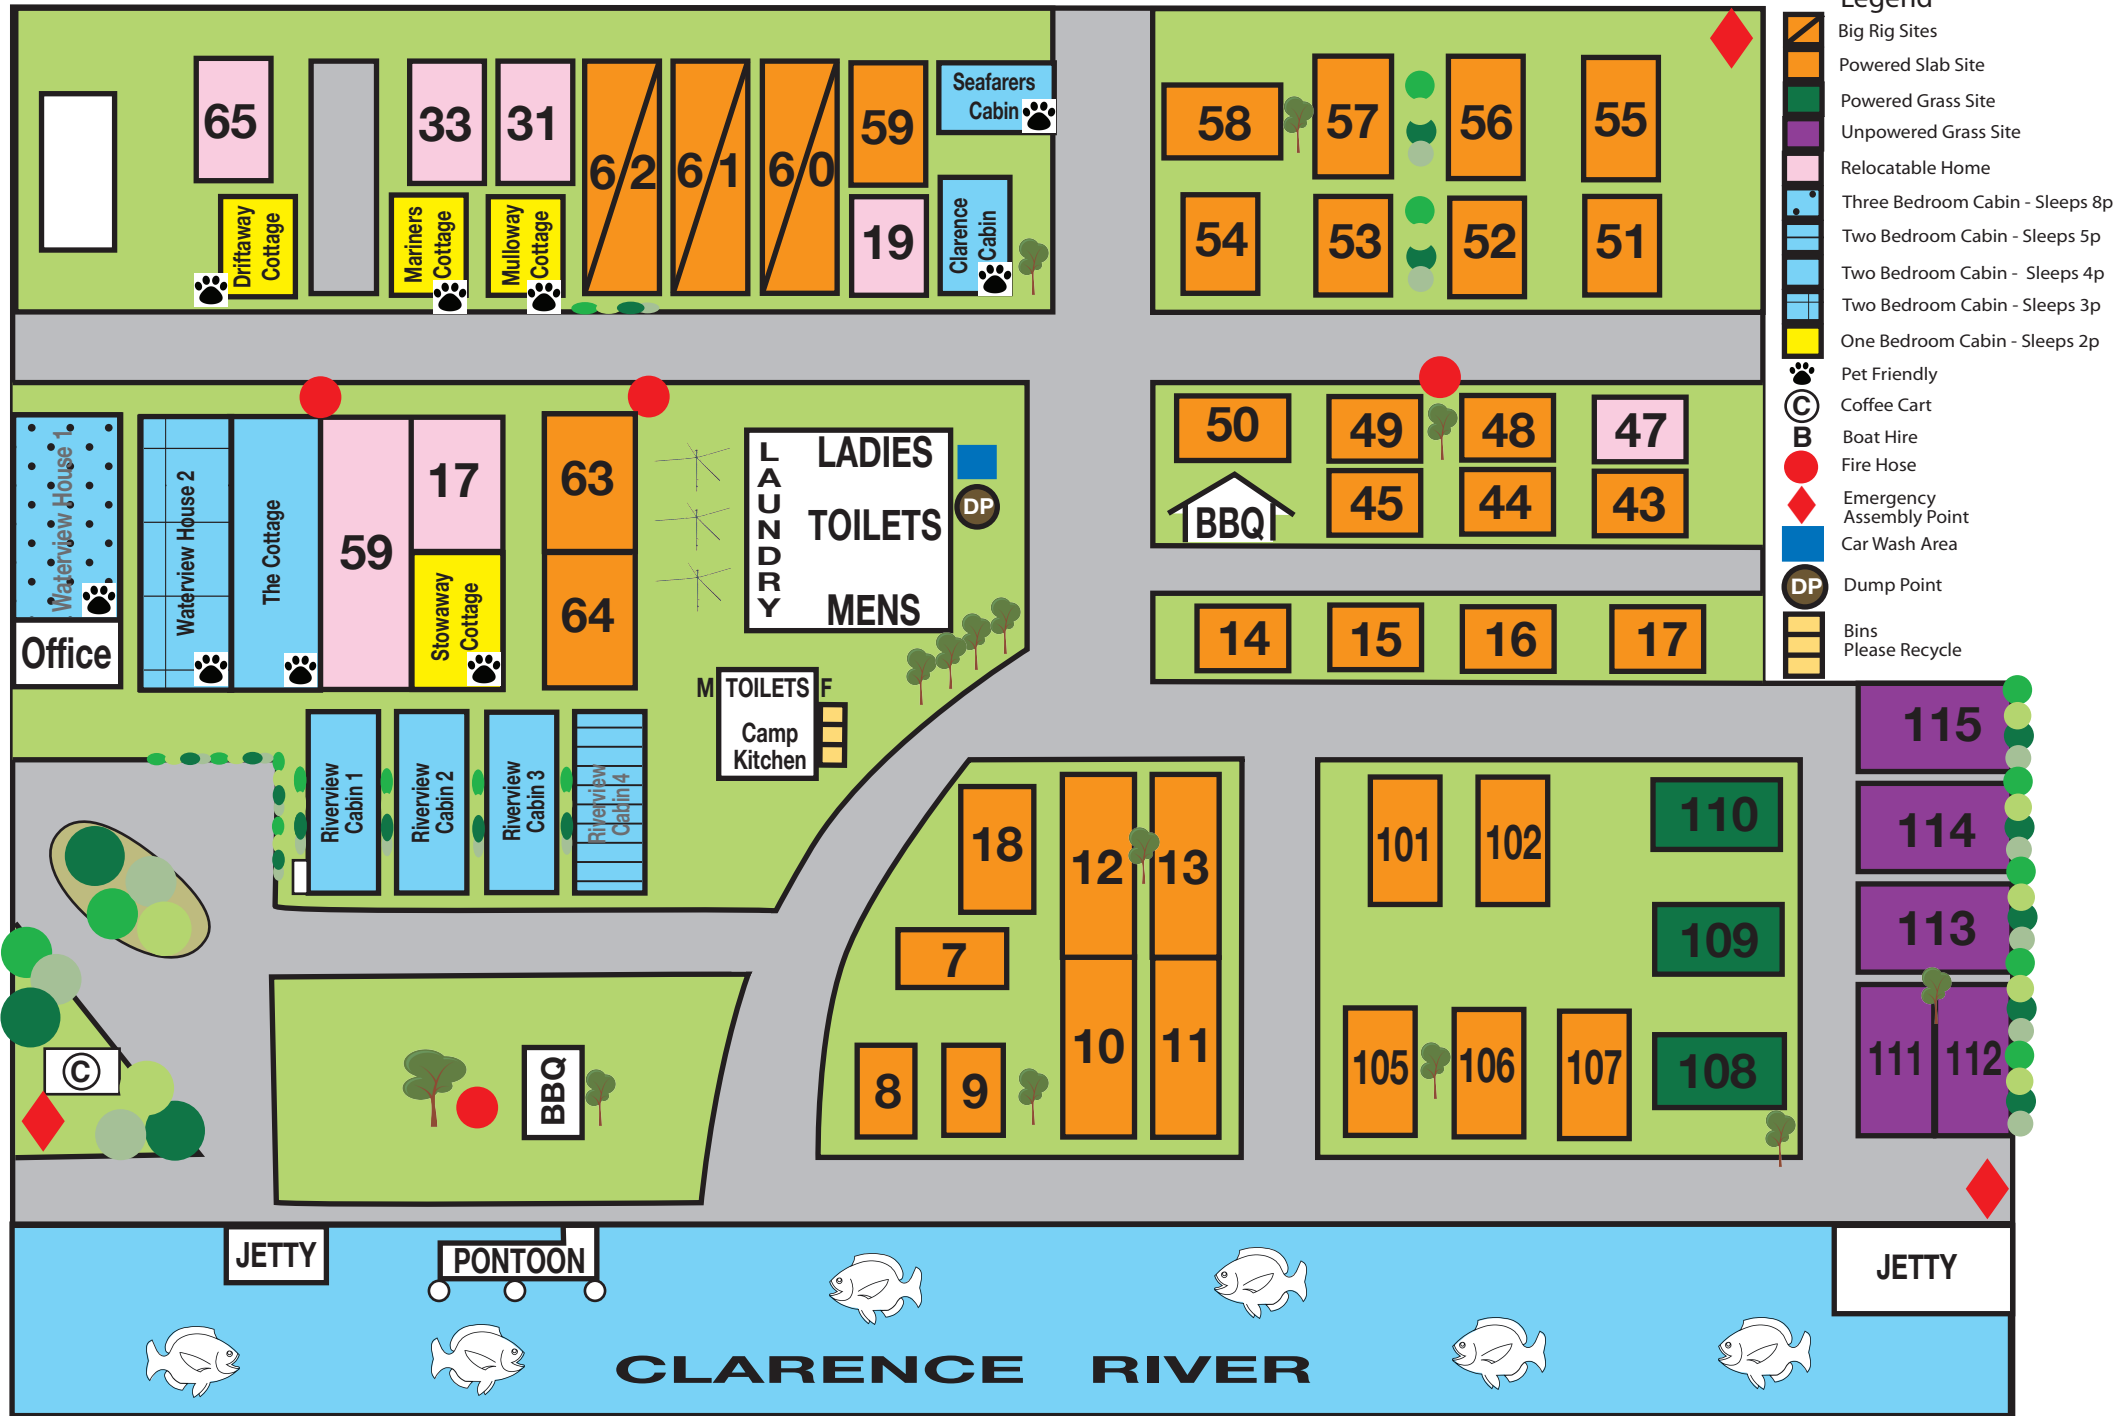 Legend
Big Rig Sites
Powered Slab Site
Powered Grass Site
Unpowered Grass Site
Relocatable Home
Three Bedroom Cabin - Sleeps 8p
Two Bedroom Cabin - Sleeps 5p
Two Bedroom Cabin - Sleeps 4p
Two Bedroom Cabin - Sleeps 3p
One Bedroom Cabin - Sleeps 2p
Pet Friendly
C Coffee Cart
B Boat Hire
Fire Hose
Emergency
Assembly Point
Car Wash Area
DP Dump Point
Bins
Please Recycle
65
33
31
62
61
60
59
Seafarers
Cabin
Driftaway
Cottage
Mariners
Cottage
Mulloway
Cottage
19
Clarence
Cabin
58
57
56
55
54
53
52
51
Waterview House 1
Office
Waterview House 2
The Cottage
59
17
Stowaway
Cottage
63
64
LAUNDRY
LADIES
TOILETS
MENS
DP
M TOILETS F
Camp
Kitchen
50
49
48
47
BBQ
45
44
43
14
15
16
17
Riverview
Cabin 1
Riverview
Cabin 2
Riverview
Cabin 3
Riverview
Cabin 4
18
12
13
7
10
11
8
9
101
102
110
109
105
106
107
108
115
114
113
111
112
C
BBQ
JETTY
PONTOON
JETTY
CLARENCE RIVER